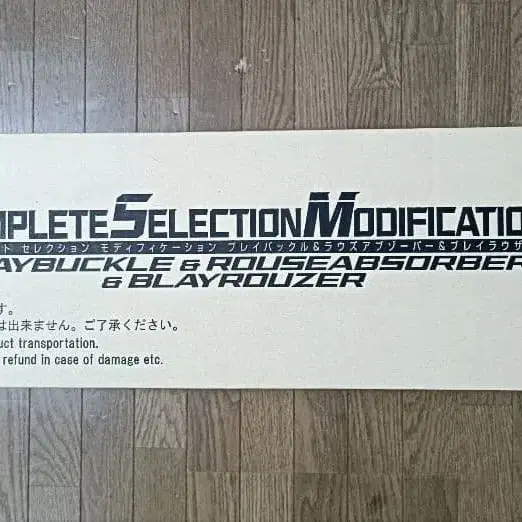 MPLETE SELECTION MODIFICATIO
ト セレクション モディフィケーション ブレイバックル&ラウズアブゾーバー&ブレイラウザ
AYBUCKLE & ROUSEABSORBER
& BLAYROUZER
す。
は出来ません。ご了承ください。
uct transportation.
refund in case of damage etc.